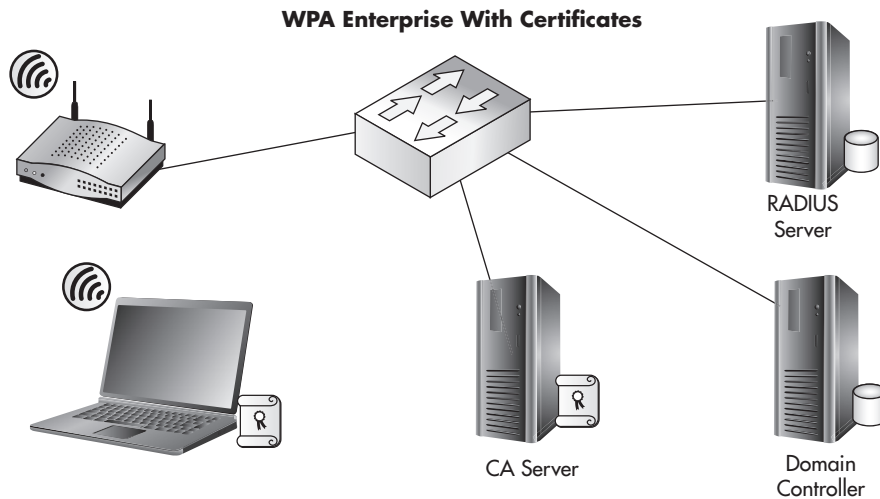 WPA Enterprise With Certificates
RADIUS
Server
CA Server
Domain
Controller